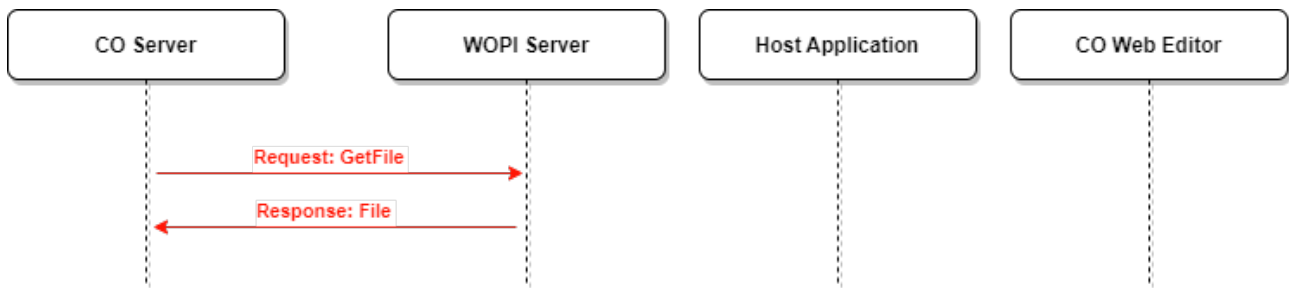 CO Server
WOPI Server
Host Application
CO Web Editor
Request: GetFile
Response: File